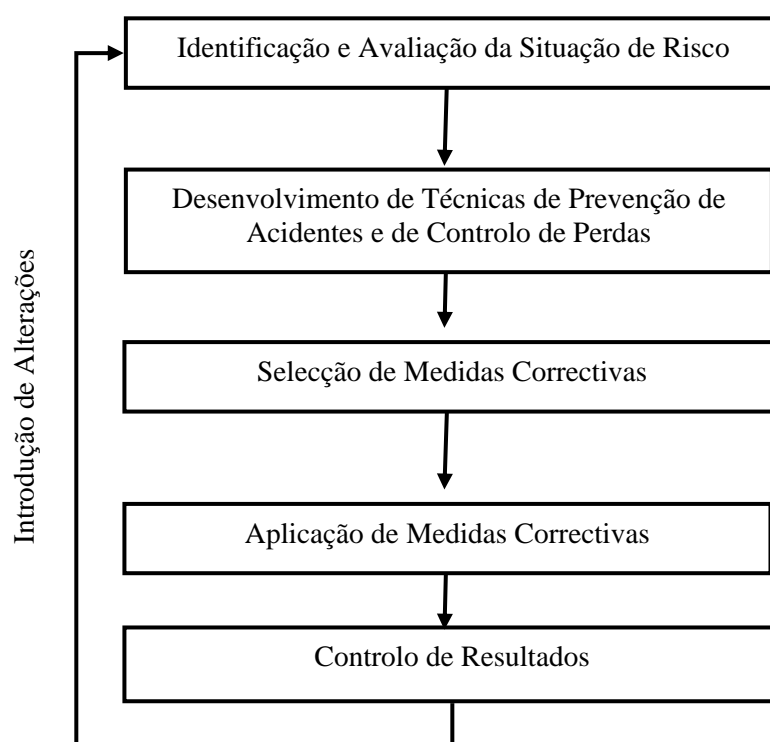 Identificação e Avaliação da Situação de Risco
Desenvolvimento de Técnicas de Prevenção de
Acidentes e de Controlo de Perdas
Selecção de Medidas Correctivas
Aplicação de Medidas Correctivas
Controlo de Resultados
Introdução de Alterações